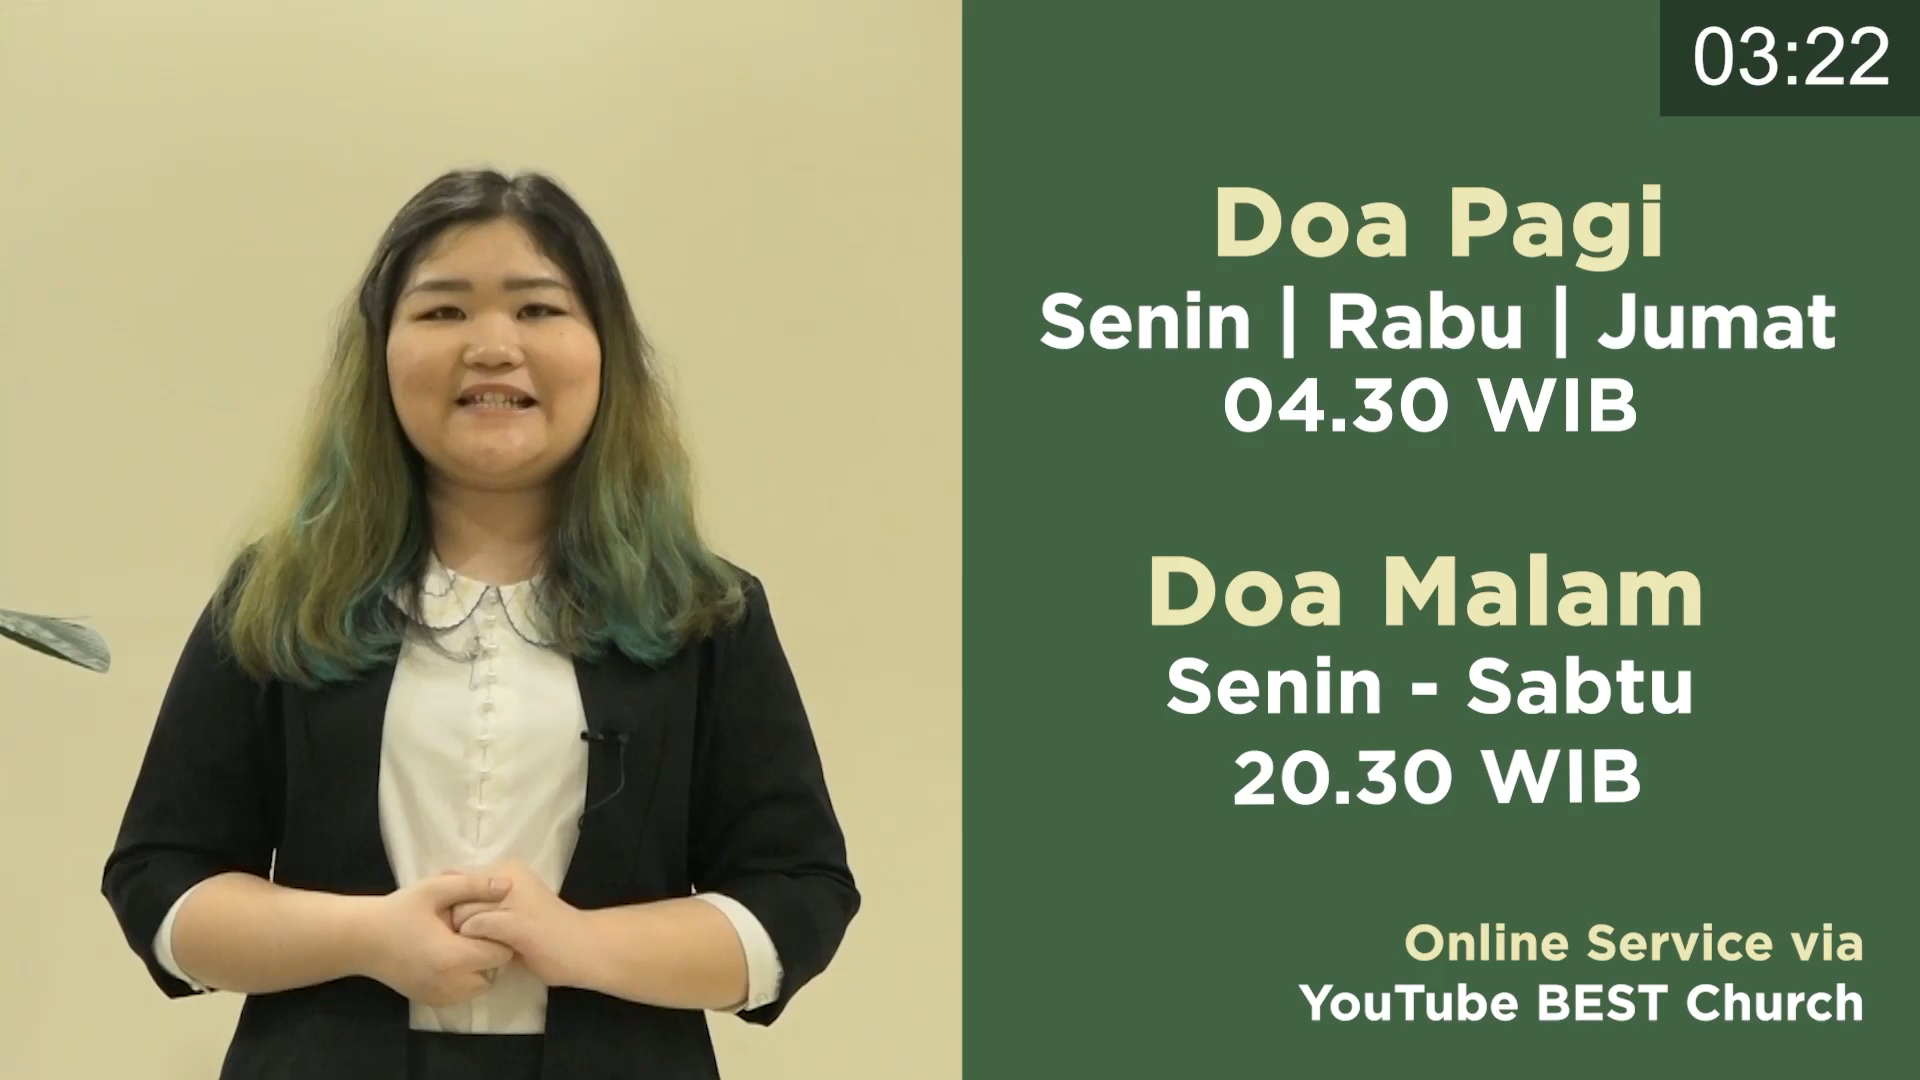 03:22
Doa Pagi
Senin | Rabu | Jumat
04.30 WIB
Doa Malam
Senin - Sabtu
20.30 WIB
Online Service via
YouTube BEST Church